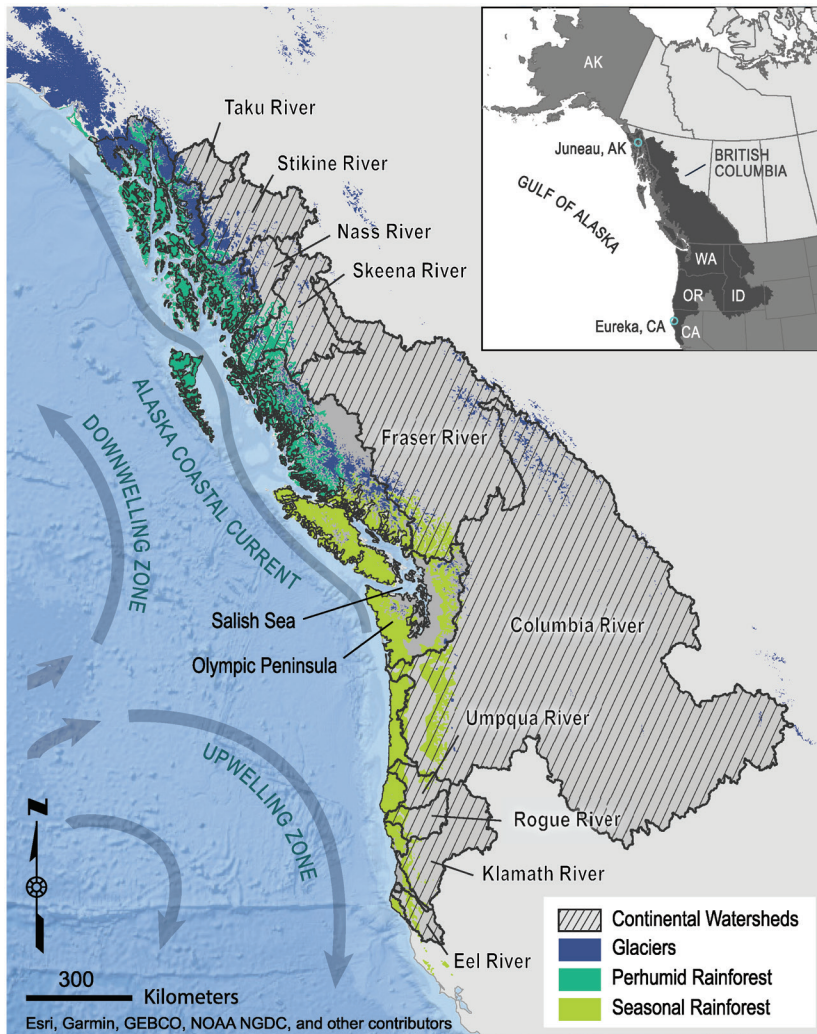 Taku River
Stikine River
Nass River
Skeena River
Fraser River
ALASKA COASTAL CURRENT
DOWNWELLING ZONE
Salish Sea
Olympic Peninsula
Columbia River
Umpqua River
UPWELLING ZONE
Rogue River
Klamath River
Eel River
N
300
Kilometers
Esri, Garmin, GEBCO, NOAA NGDC, and other contributors
AK
Juneau, AK
BRITISH
COLUMBIA
GULF OF ALASKA
WA
OR
ID
Eureka, CA
CA
Continental Watersheds
Glaciers
Perhumid Rainforest
Seasonal Rainforest